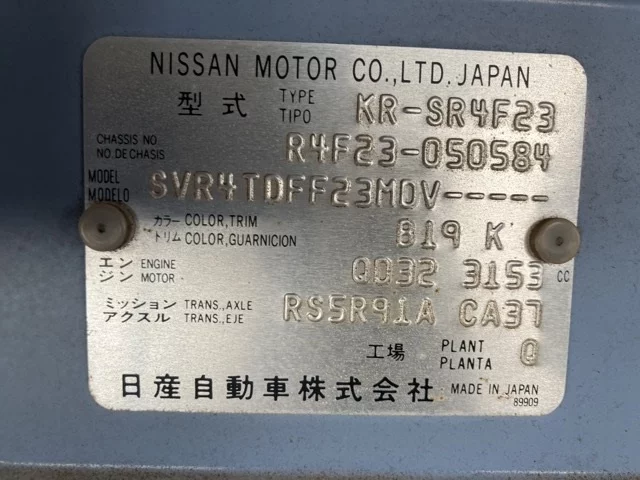 NISSAN MOTOR CO.,LTD. JAPAN
型式 TYPE TIPO KR-SR4F23
CHASSIS NO. NO. DE CHASIS R4F23-050584
MODEL MODELO SVR4TDFF23MDV-----
カラー COLOR,TRIM
トリム COLOR,GUARNICION 819 K
エン ENGINE
ジン MOTOR QD32 3153 CC
ミッション TRANS.,AXLE
アクスル TRANS.,EJE RS5R91A CA37
工場 PLANT PLANTA Q
日産自動車株式会社 MADE IN JAPAN
89909